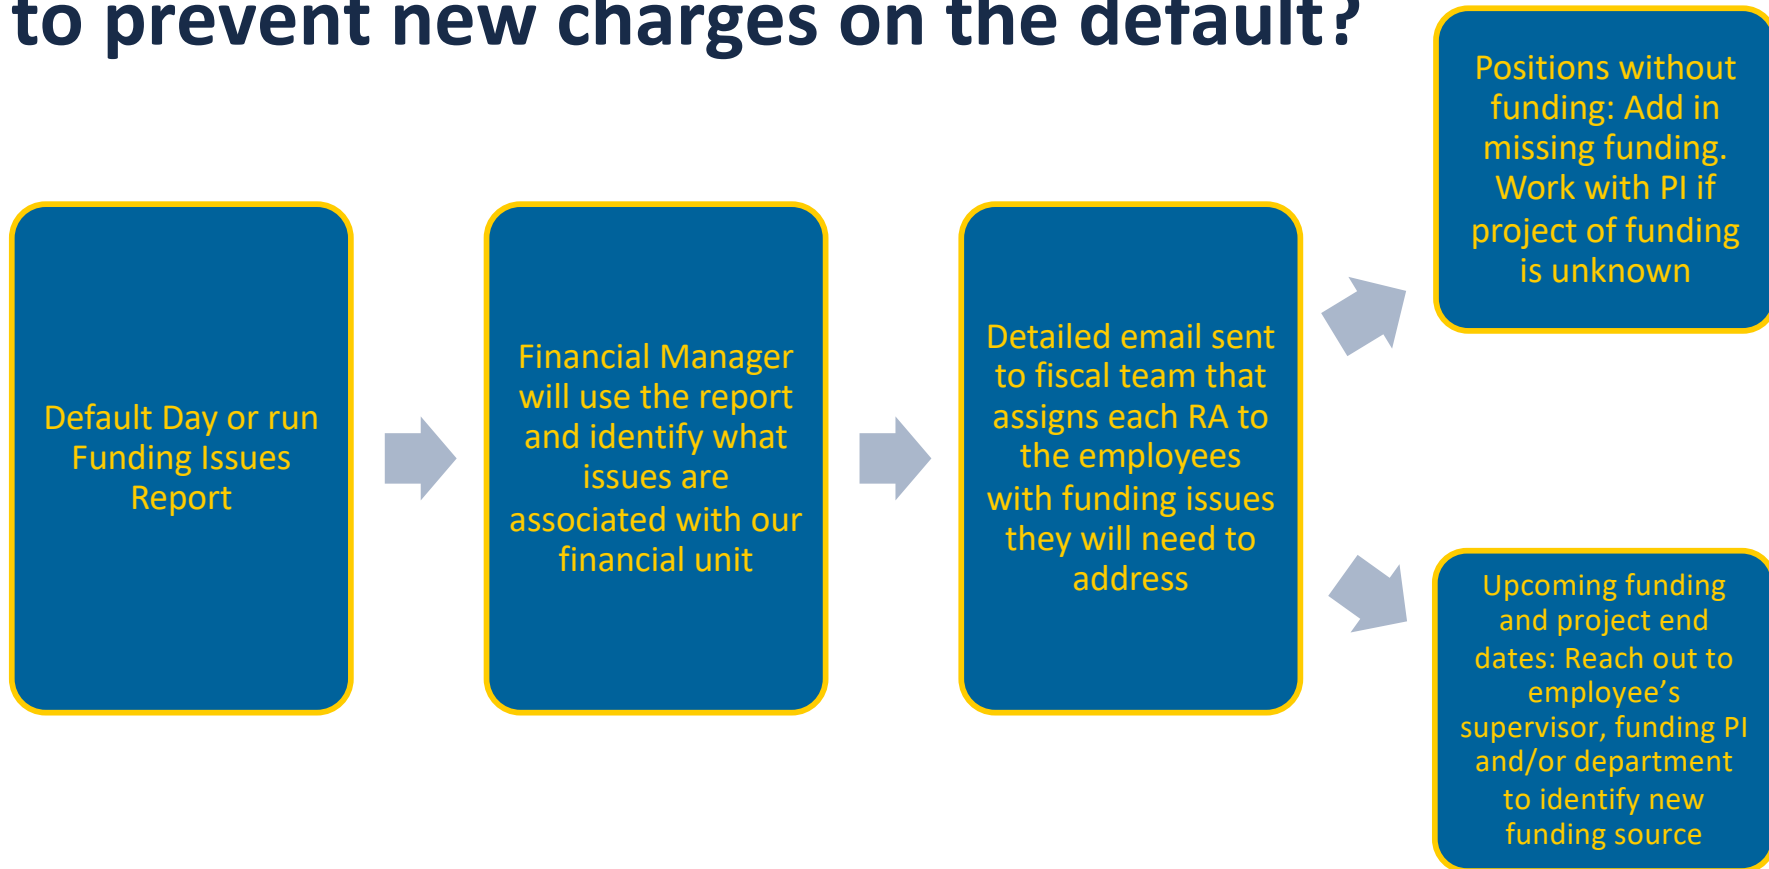 to prevent new charges on the default?
Default Day or run
Funding Issues
Report
Financial Manager
will use the report
and identify what
issues are
associated with our
financial unit
Detailed email sent
to fiscal team that
assigns each RA to
the employees
with funding issues
they will need to
address
Positions without
funding: Add in
missing funding.
Work with PI if
project of funding
is unknown
Upcoming funding
and project end
dates: Reach out to
employee’s
supervisor, funding PI
and/or department
to identify new
funding source